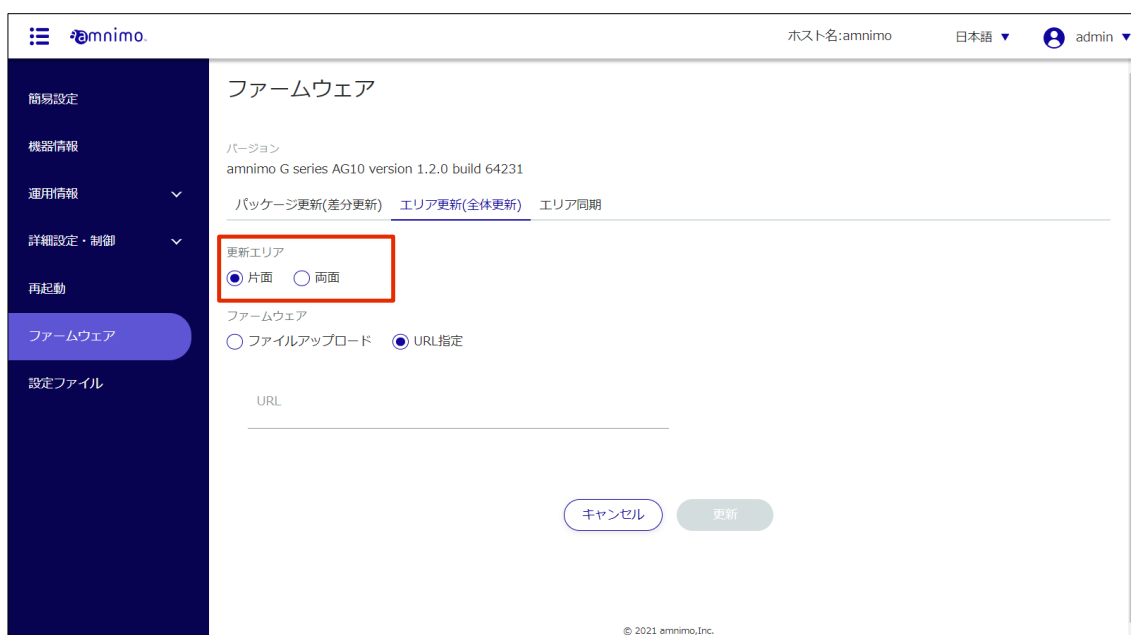 amnimo
ホスト名:amnimo
日本語 ▼
admin ▼
簡易設定
機器情報
運用情報
詳細設定・制御
再起動
ファームウェア
設定ファイル
ファームウェア
バージョン
amnimo G series AG10 version 1.2.0 build 64231
パッケージ更新(差分更新) エリア更新(全体更新) エリア同期
更新エリア
片面 両面
ファームウェア
ファイルアップロード URL指定
URL
キャンセル 更新
© 2021 amnimo,Inc.